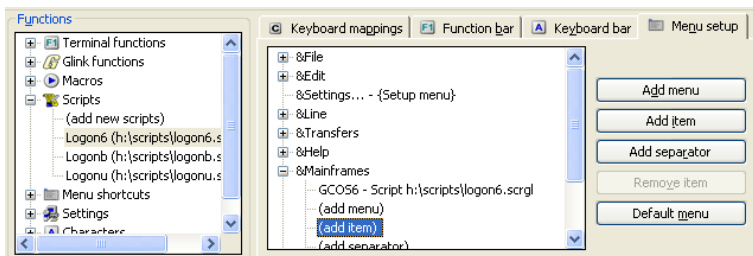 Functions
Terminal functions
Glink functions
Macros
Scripts
(add new scripts)
Logon6 (h:\scripts\logon6.s
Logonb (h:\scripts\logonb.s
Logonu (h:\scripts\logonu.s
Menu shortcuts
Settings
Characters
Keyboard mappings
Function bar
Keyboard bar
Menu setup
&File
&Edit
&Settings... - {Setup menu}
&Line
&Transfers
&Help
&Mainframes
GCOS6 - Script h:\scripts\logon6.scrgl
(add menu)
(add item)
(add separator)
Add menu
Add item
Add separator
Remove item
Default menu